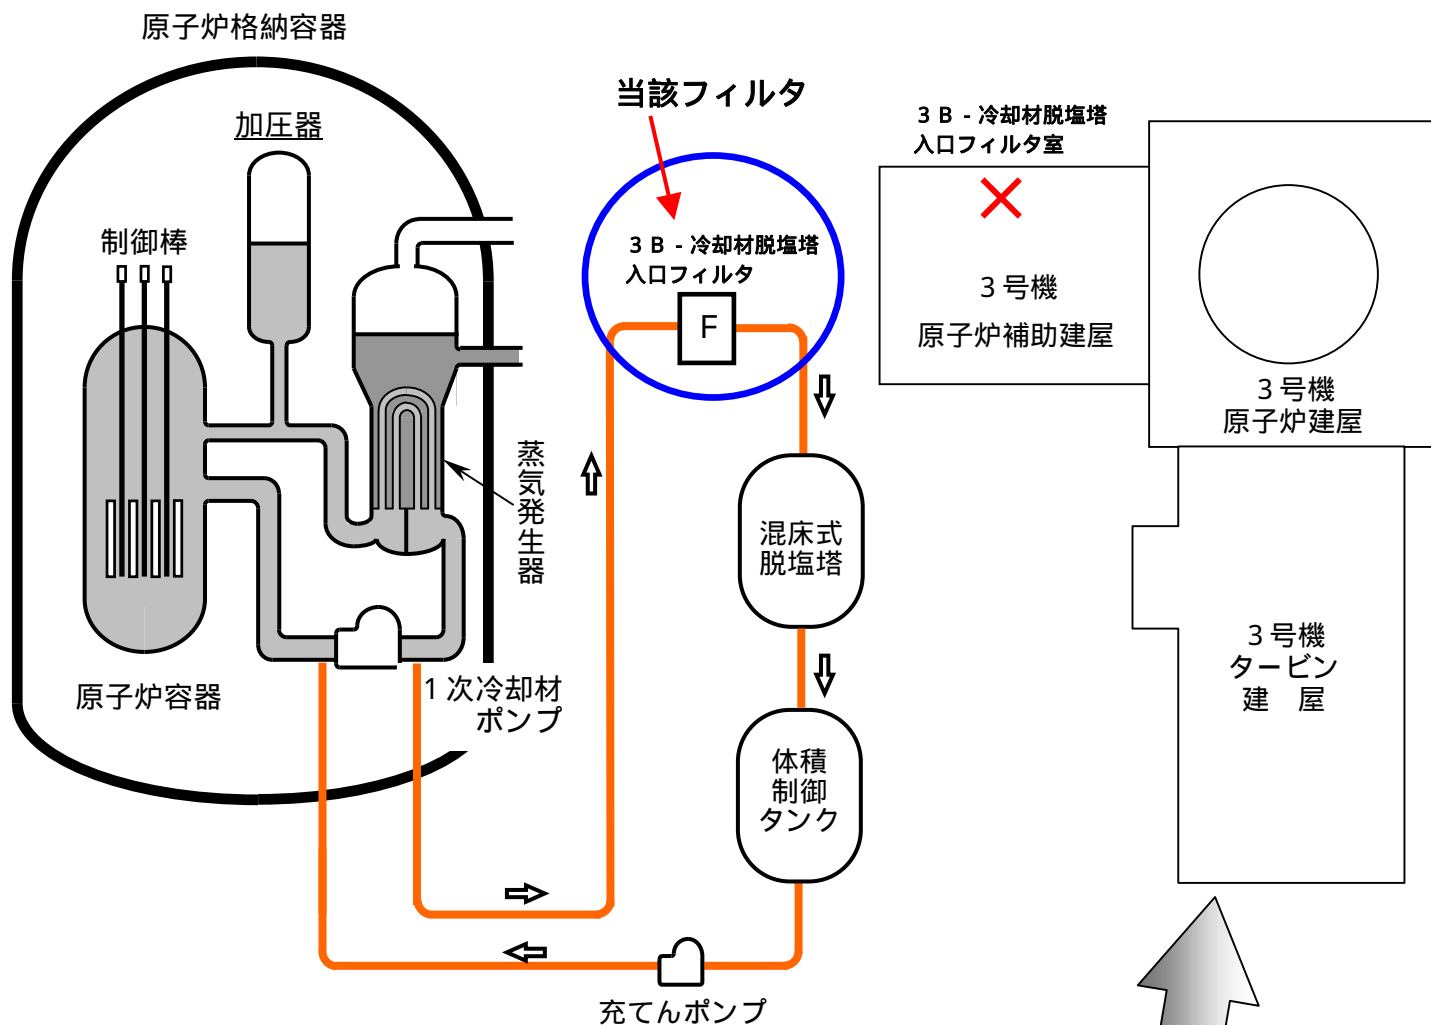 原子炉格納容器
加圧器
制御棒
蒸気発生器
原子炉容器
1次冷却材
ポンプ
当該フィルタ
３Ｂ-冷却材脱塩塔
入口フィルタ
F
混床式
脱塩塔
体積
制御
タンク
充てんポンプ
３Ｂ-冷却材脱塩塔
入口フィルタ室
３号機
原子炉補助建屋
３号機
原子炉建屋
３号機
タービン
建　屋